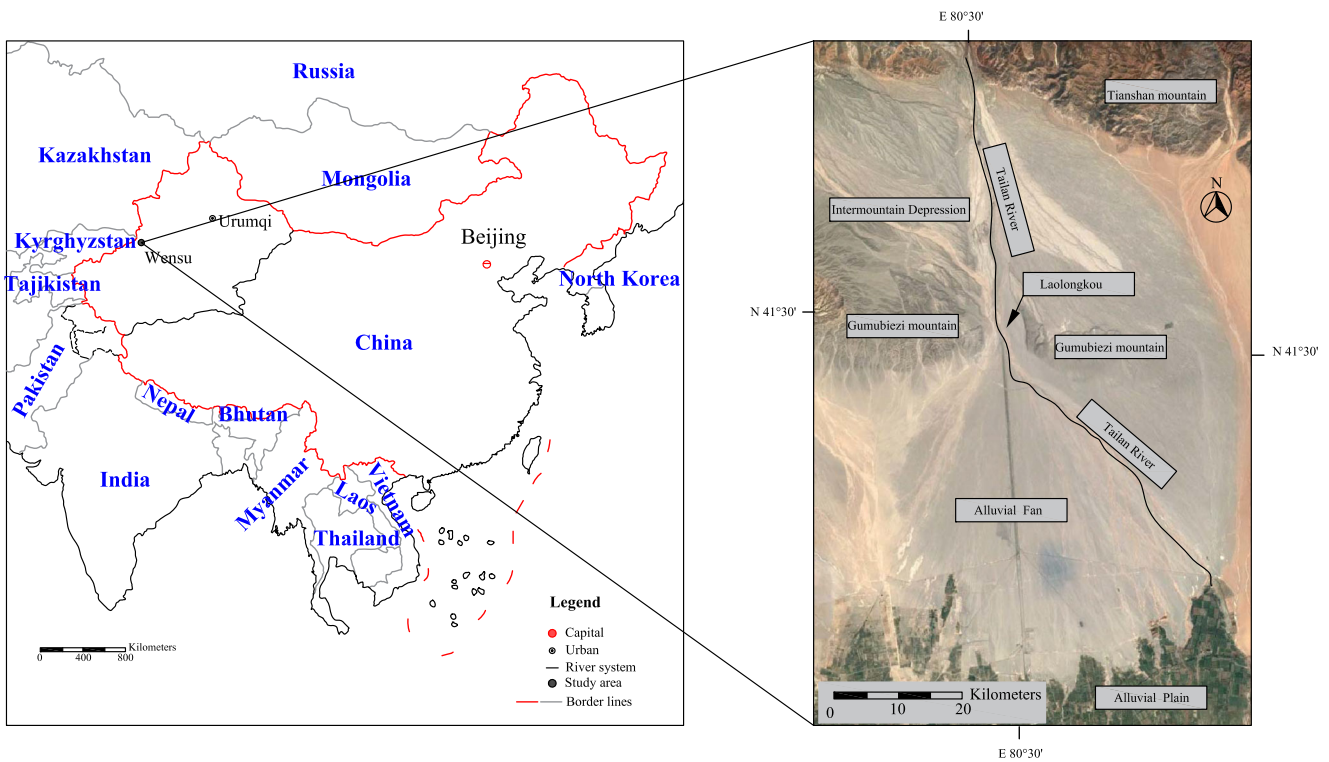 E 80°30'
Russia
Kazakhstan
Mongolia
Urumqi
Kyrghyzstan
Wensu
Beijing
Tajikistan
North Korea
China
Pakistan
Nepal
Bhutan
India
Myanmar
Laos
Vietnam
Thailand
Legend
Capital
Urban
River system
Study area
Border lines
Kilometers
0 400 800
Tianshan mountain
Tailan River
N
Intermountain Depression
Laolongkou
N 41°30'
Gumubiezi mountain
Gumubiezi mountain
N 41°30'
Tailan River
Alluvial Fan
Alluvial Plain
Kilometers
0 10 20
E 80°30'